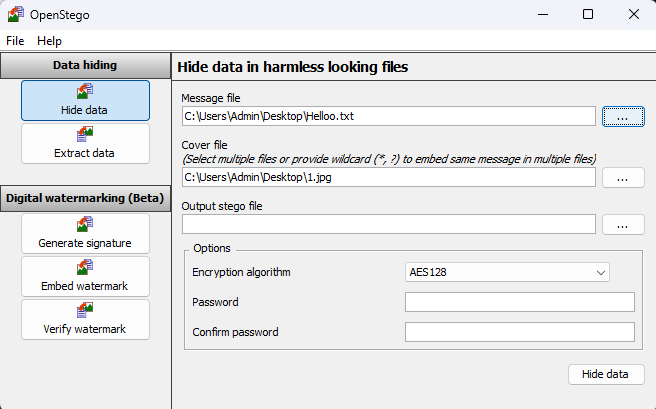 OpenStego
File Help
Data hiding
Hide data
Extract data
Digital watermarking (Beta)
Generate signature
Embed watermark
Verify watermark
Hide data in harmless looking files
Message file
C:\Users\Admin\Desktop\Helloo.txt
...
Cover file
(Select multiple files or provide wildcard (*, ?) to embed same message in multiple files)
C:\Users\Admin\Desktop\1.jpg
...
Output stego file
...
Options
Encryption algorithm
AES128
Password
Confirm password
Hide data